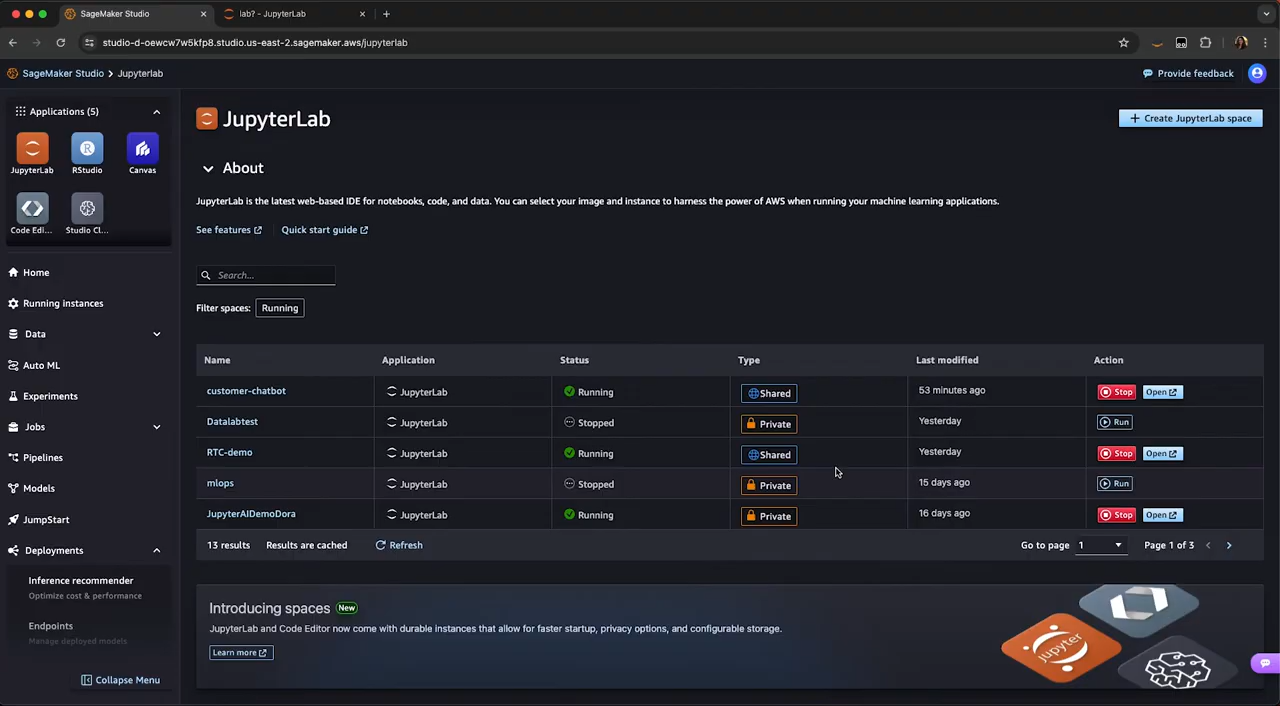 SageMaker Studio
lab? - JupyterLab
studio-d-oewcw7w5kfp8.studio.us-east-2.sagemaker.aws/jupyterlab
SageMaker Studio > Jupyterlab
Provide feedback
Applications (5)
JupyterLab
RStudio
Canvas
Code Edi...
Studio Cl...
Home
Running instances
Data
Auto ML
Experiments
Jobs
Pipelines
Models
JumpStart
Deployments
Inference recommender
Optimize cost & performance
Endpoints
Manage deployed models
Collapse Menu
JupyterLab
+ Create JupyterLab space
About
JupyterLab is the latest web-based IDE for notebooks, code, and data. You can select your image and instance to harness the power of AWS when running your machine learning applications.
See features
Quick start guide
Search...
Filter spaces: Running
Name Application Status Type Last modified Action
customer-chatbot JupyterLab Running Shared 53 minutes ago Stop Open
Datalabtest JupyterLab Stopped Private Yesterday Run
RTC-demo JupyterLab Running Shared Yesterday Stop Open
mlops JupyterLab Stopped Private 15 days ago Run
JupyterAIDemoDora JupyterLab Running Private 16 days ago Stop Open
13 results Results are cached Refresh Go to page 1 Page 1 of 3
Introducing spaces New
JupyterLab and Code Editor now come with durable instances that allow for faster startup, privacy options, and configurable storage.
Learn more
jupyter